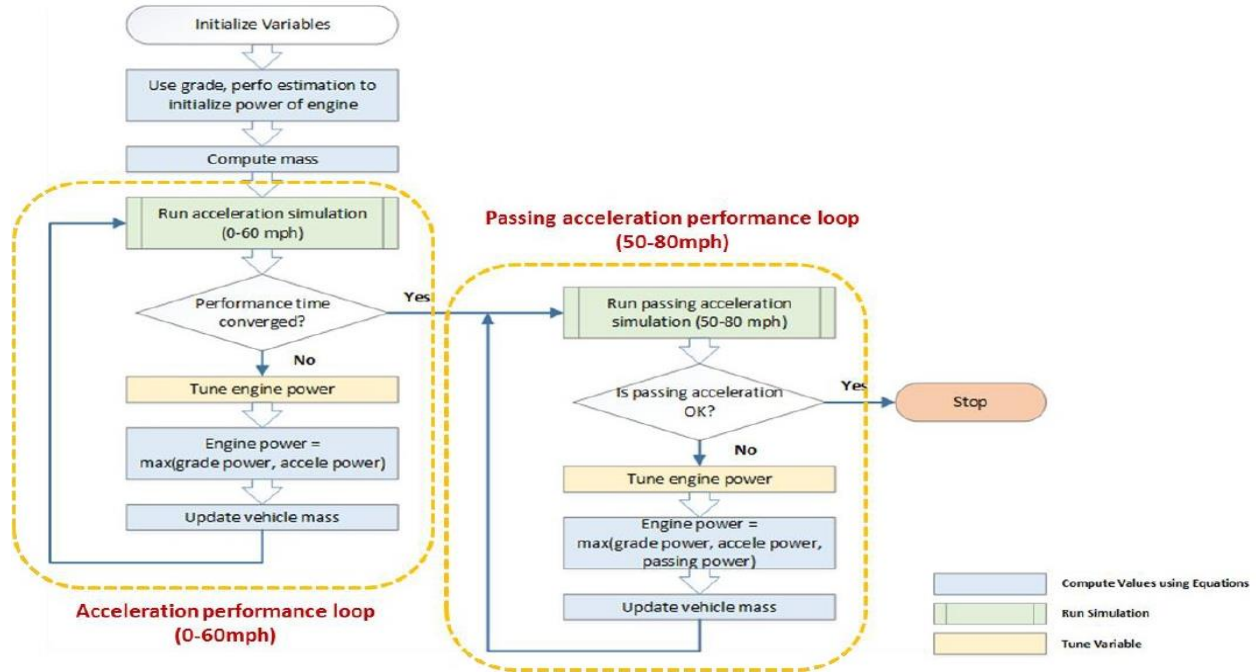 Initialize Variables
Use grade, perfo estimation to
initialize power of engine
Compute mass
Run acceleration simulation
(0-60 mph)
Performance time
converged?
Yes
No
Tune engine power
Engine power =
max(grade power, accele power)
Update vehicle mass
Acceleration performance loop
(0-60mph)
Passing acceleration performance loop
(50-80mph)
Run passing acceleration
simulation (50-80 mph)
Is passing acceleration
OK?
Yes
Stop
No
Tune engine power
Engine power =
max(grade power, accele power,
passing power)
Update vehicle mass
Compute Values using Equations
Run Simulation
Tune Variable